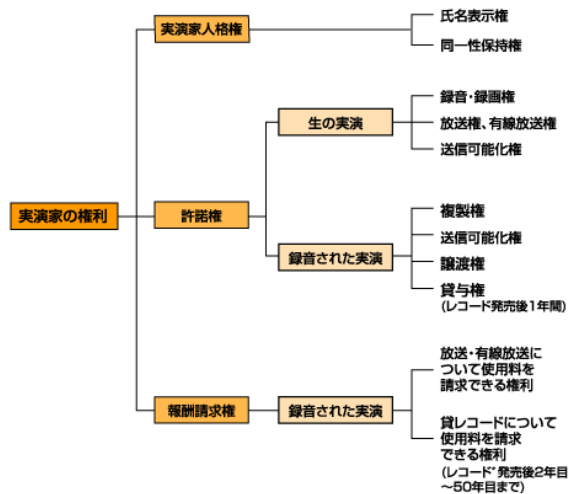 実演家の権利
実演家人格権
氏名表示権
同一性保持権
許諾権
生の実演
録音・録画権
放送権、有線放送権
送信可能化権
録音された実演
複製権
送信可能化権
譲渡権
貸与権
(レコード発売後1年間)
報酬請求権
録音された実演
放送・有線放送に
ついて使用料を
請求できる権利
貸レコードについて
使用料を請求
できる権利
(レコード゛発売後2年目
〜50年目まで)